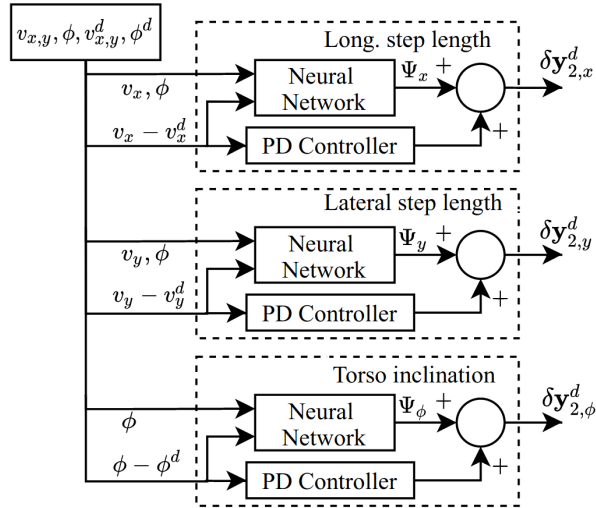 v_{x,y}, ϕ, v^d_{x,y}, ϕ^d
Long. step length
v_x, ϕ
Neural
Network
Ψ_x +
δy^d_{2,x}
v_x − v^d_x
PD Controller
+
Lateral step length
v_y, ϕ
Neural
Network
Ψ_y +
δy^d_{2,y}
v_y − v^d_y
PD Controller
+
Torso inclination
ϕ
Neural
Network
Ψ_ϕ +
δy^d_{2,ϕ}
ϕ − ϕ^d
PD Controller
+